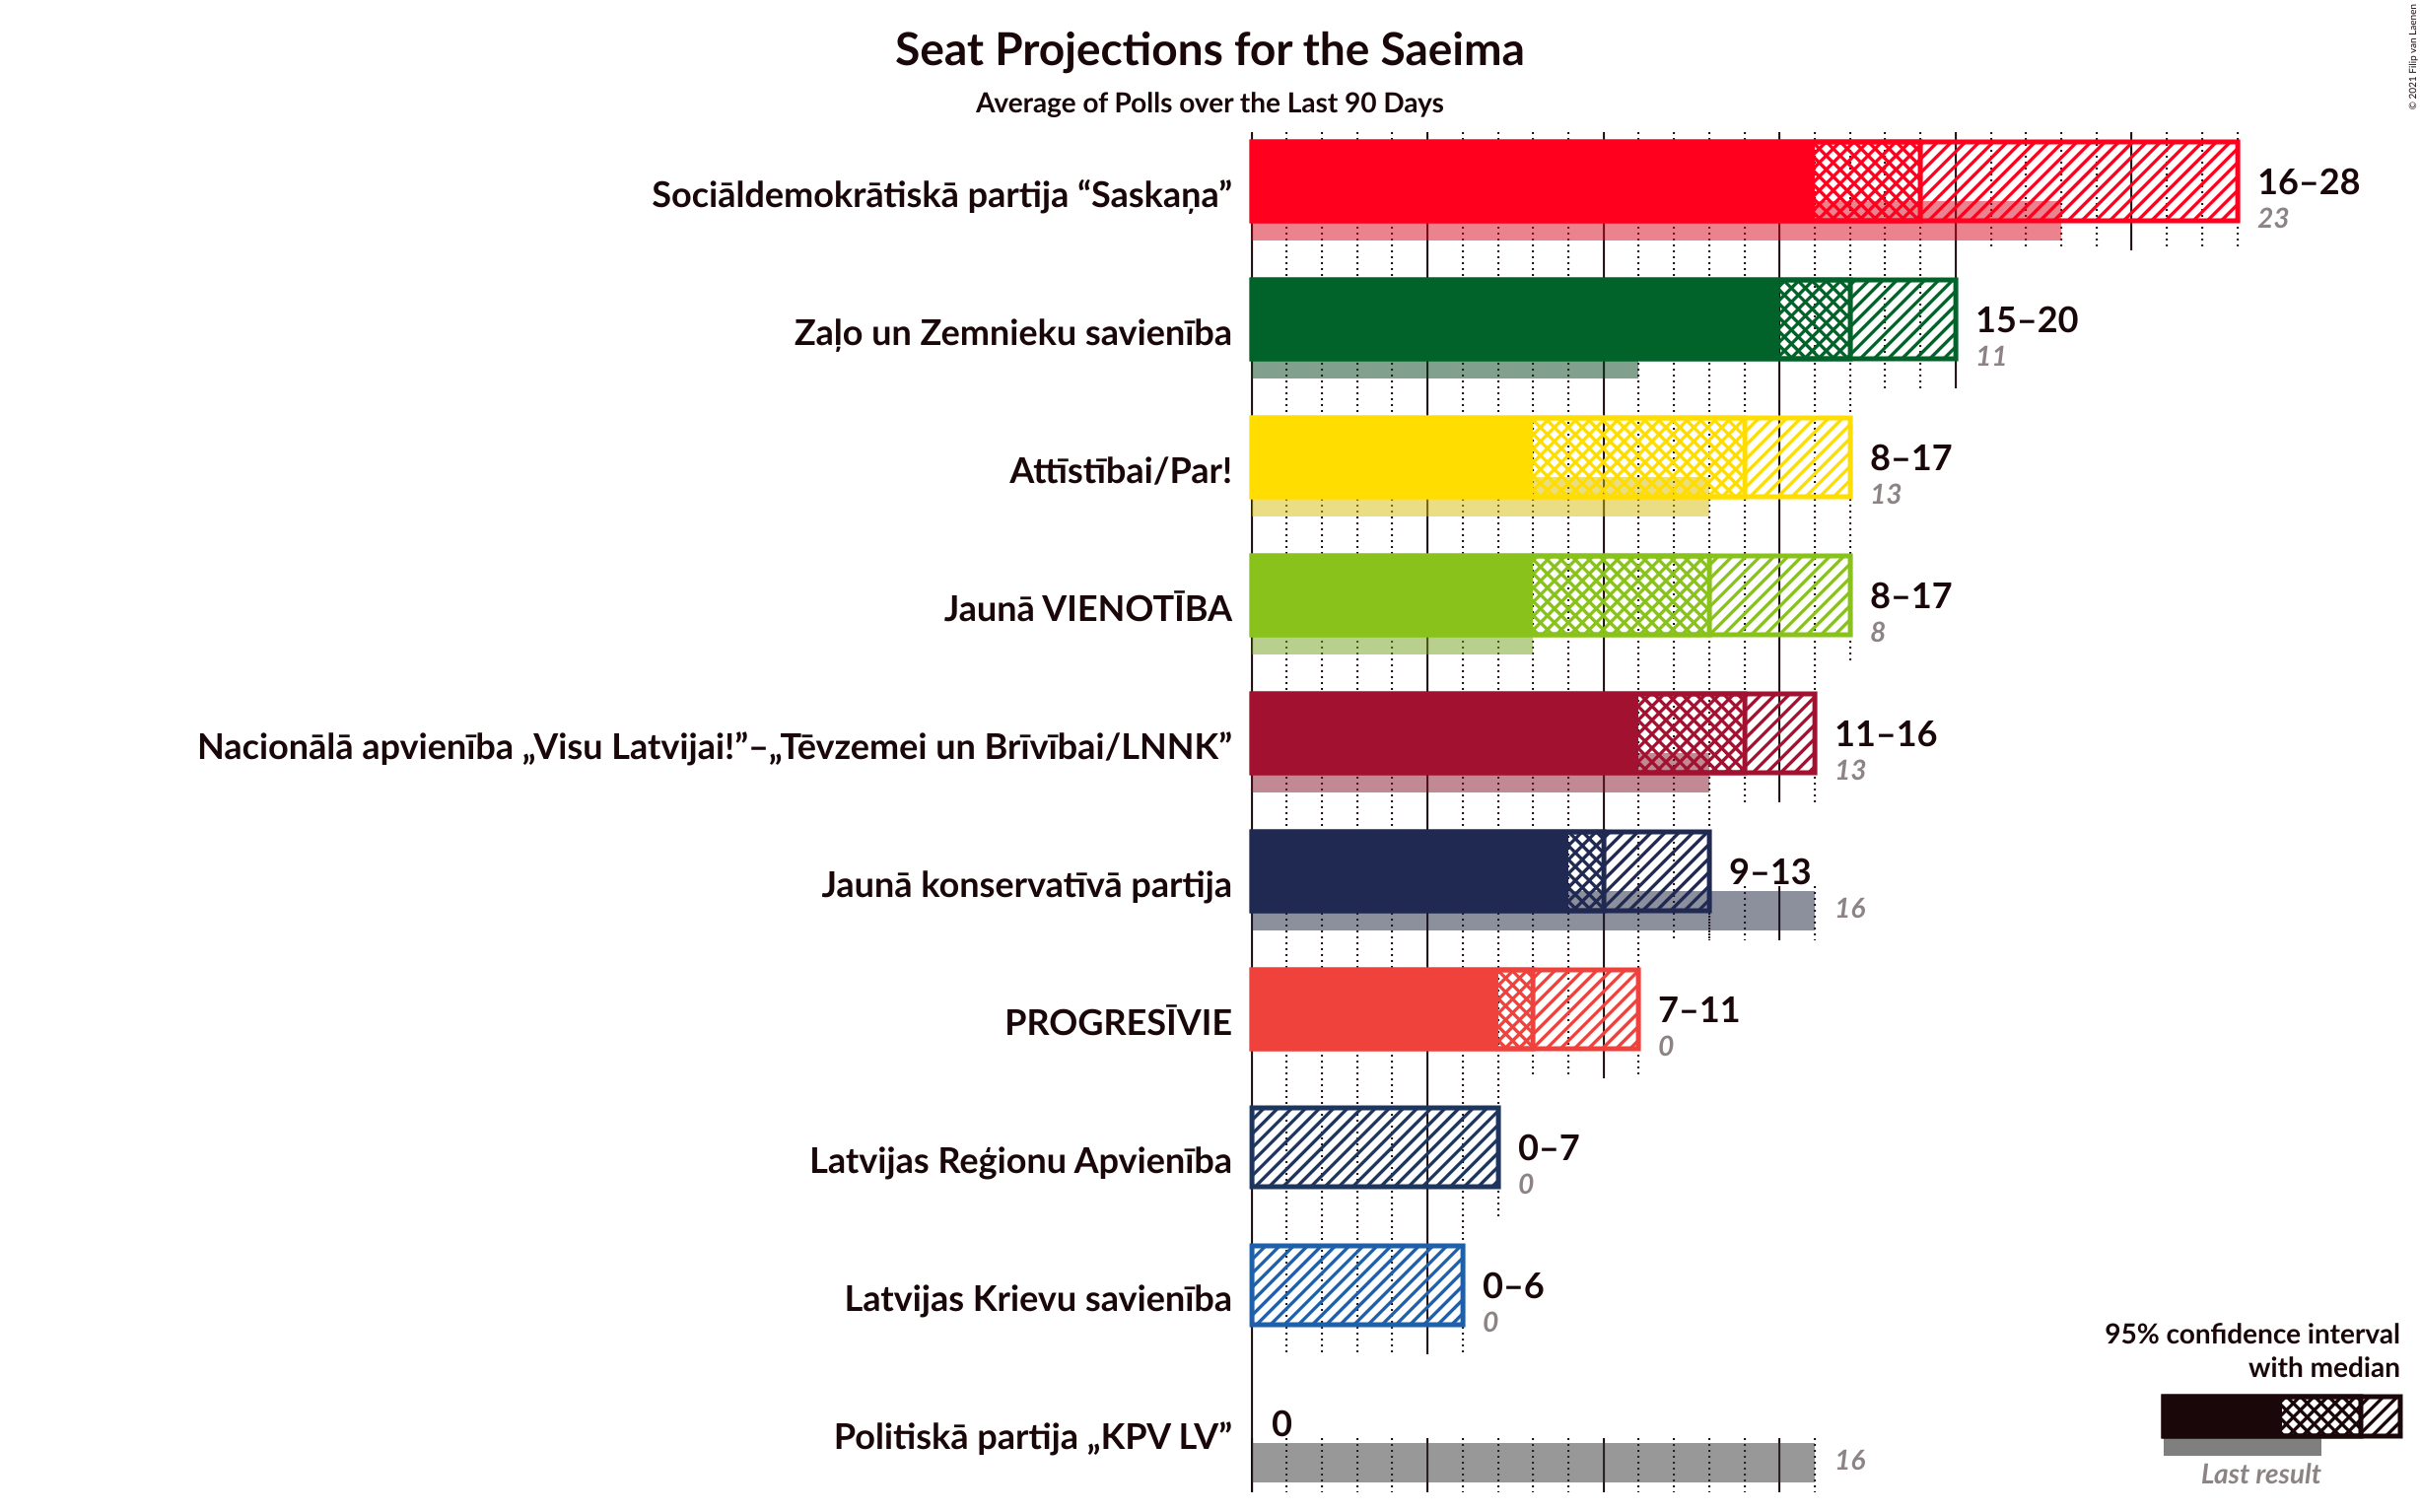 Seat Projections for the Saeima
Average of Polls over the Last 90 Days
© 2021 Filip van Laenen
Sociāldemokrātiskā partija “Saskaņa”
16–28
23
Zaļo un Zemnieku savienība
15–20
11
Attīstībai/Par!
8–17
13
Jaunā VIENOTĪBA
8–17
8
Nacionālā apvienība „Visu Latvijai!”–„Tēvzemei un Brīvībai/LNNK”
11–16
13
Jaunā konservatīvā partija
9–13
16
PROGRESĪVIE
7–11
0
Latvijas Reģionu Apvienība
0–7
0
Latvijas Krievu savienība
0–6
0
Politiskā partija „KPV LV”
0
16
95% confidence interval
with median
Last result